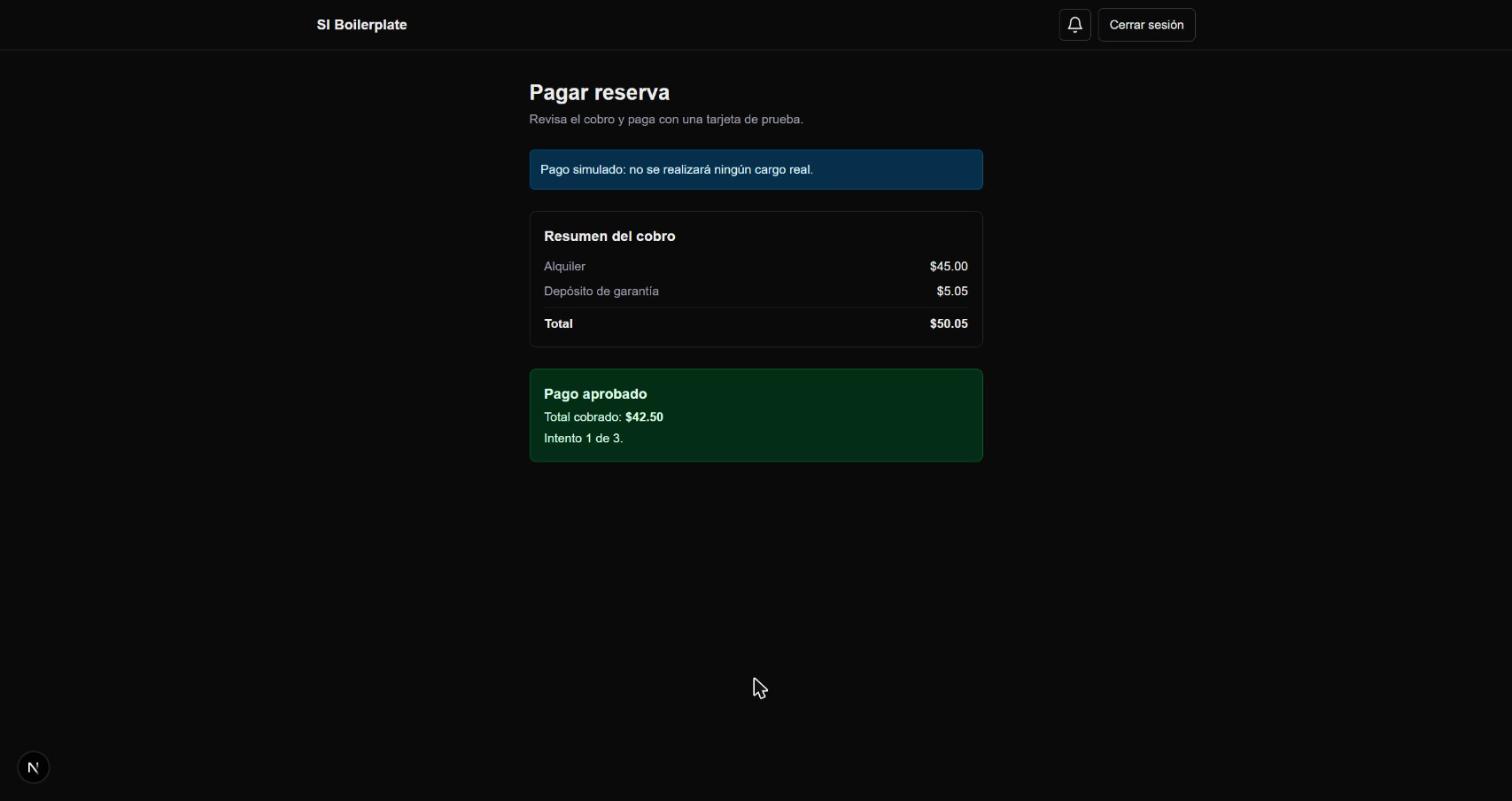 SI Boilerplate
Cerrar sesión
Pagar reserva
Revisa el cobro y paga con una tarjeta de prueba.
Pago simulado: no se realizará ningún cargo real.
Resumen del cobro
Alquiler $45.00
Depósito de garantía $5.05
Total $50.05
Pago aprobado
Total cobrado: $42.50
Intento 1 de 3.
N